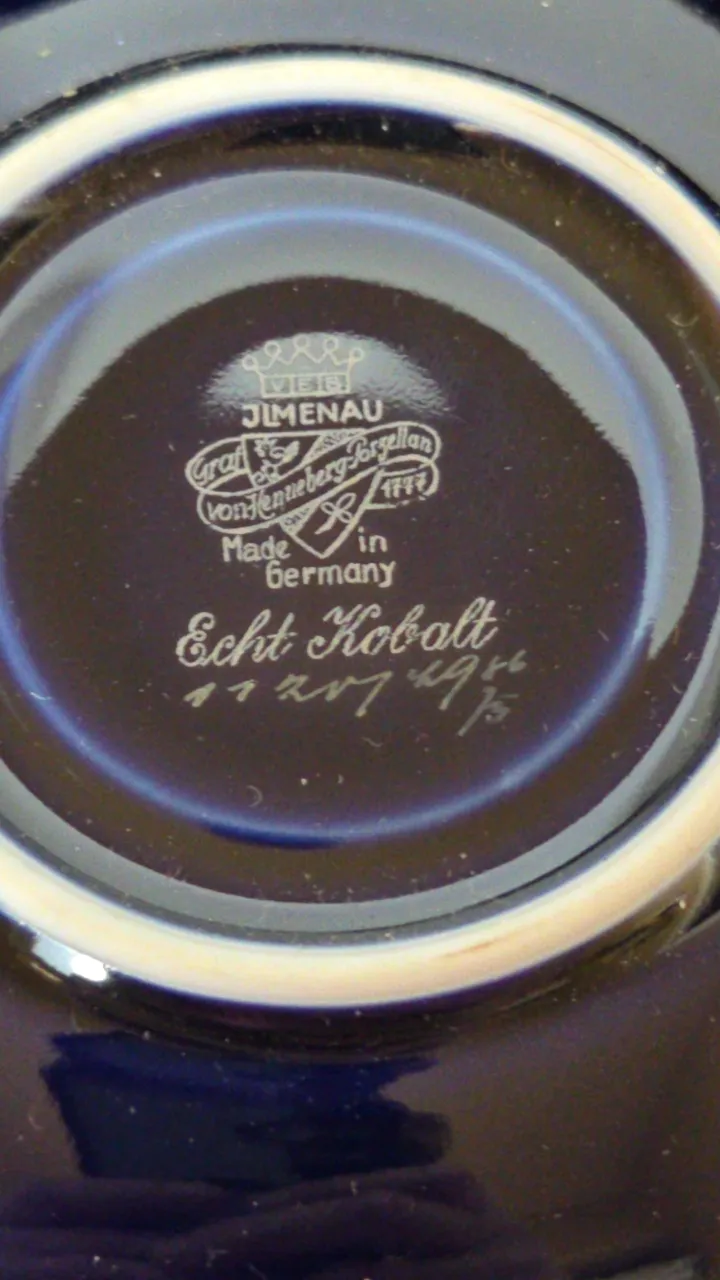 VEB
JLMENAU
Graf
von Henneberg-Porzellan
1777
Made in
Germany
Echt Kobalt